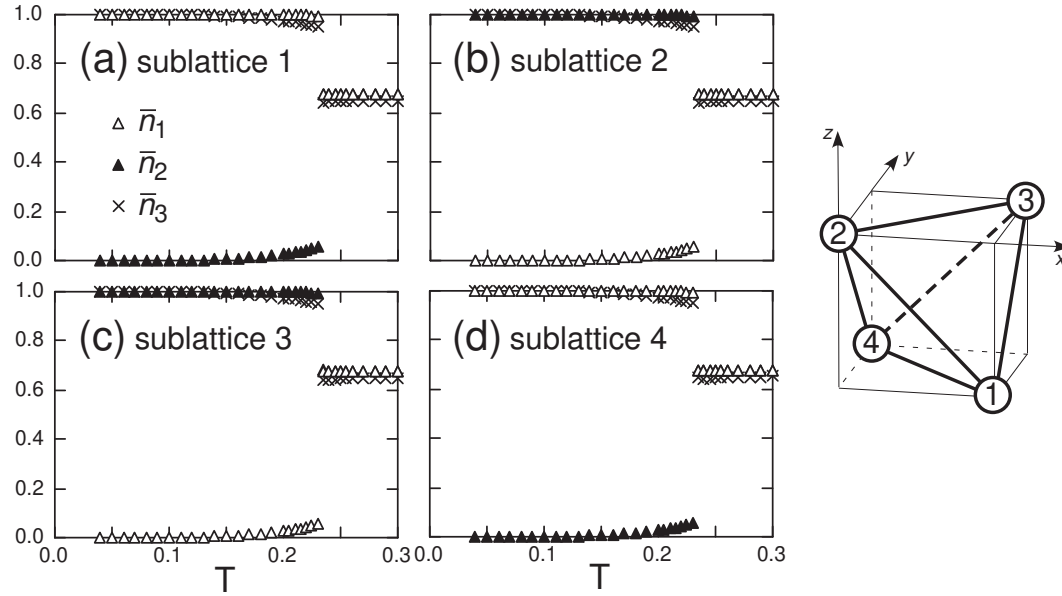 1.0
0.8
0.6
0.4
0.2
0.0
(a) sublattice 1
n̄1
n̄2
n̄3
(b) sublattice 2
1.0
0.8
0.6
0.4
0.2
0.0
(c) sublattice 3
(d) sublattice 4
0.0 0.1 0.2 0.3
T
0.0 0.1 0.2 0.3
T
z
y
3
2
x
4
1